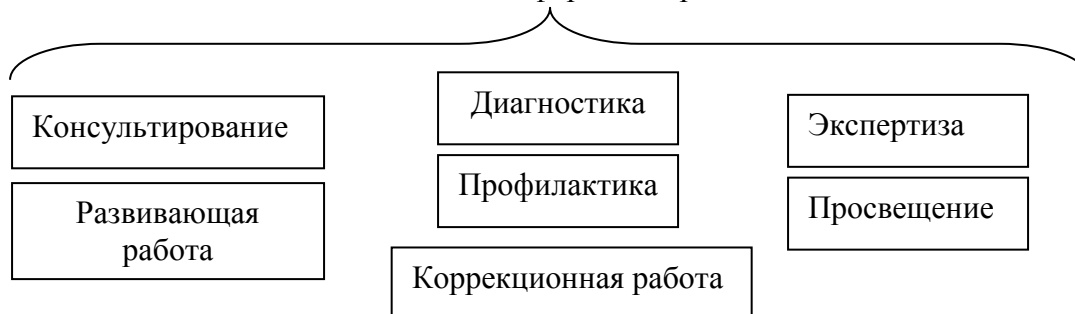 Консультирование
Развивающая
работа
Диагностика
Профилактика
Коррекционная работа
Экспертиза
Просвещение